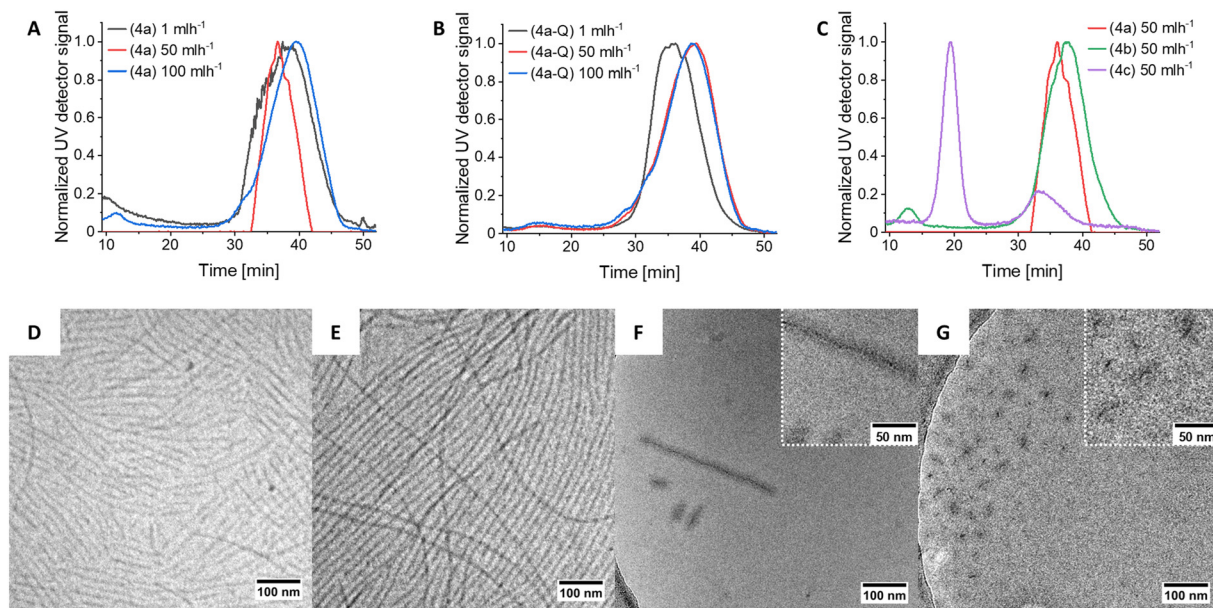 A
(4a) 1 mlh⁻¹
(4a) 50 mlh⁻¹
(4a) 100 mlh⁻¹
Normalized UV detector signal
1.0
0.8
0.6
0.4
0.2
0
10 20 30 40 50
Time [min]
B
(4a-Q) 1 mlh⁻¹
(4a-Q) 50 mlh⁻¹
(4a-Q) 100 mlh⁻¹
Normalized UV detector signal
1.0
0.8
0.6
0.4
0.2
0
10 20 30 40 50
Time [min]
C
(4a) 50 mlh⁻¹
(4b) 50 mlh⁻¹
(4c) 50 mlh⁻¹
Normalized UV detector signal
1.0
0.8
0.6
0.4
0.2
0
10 20 30 40 50
Time [min]
D
100 nm
E
100 nm
F
50 nm
100 nm
G
50 nm
100 nm